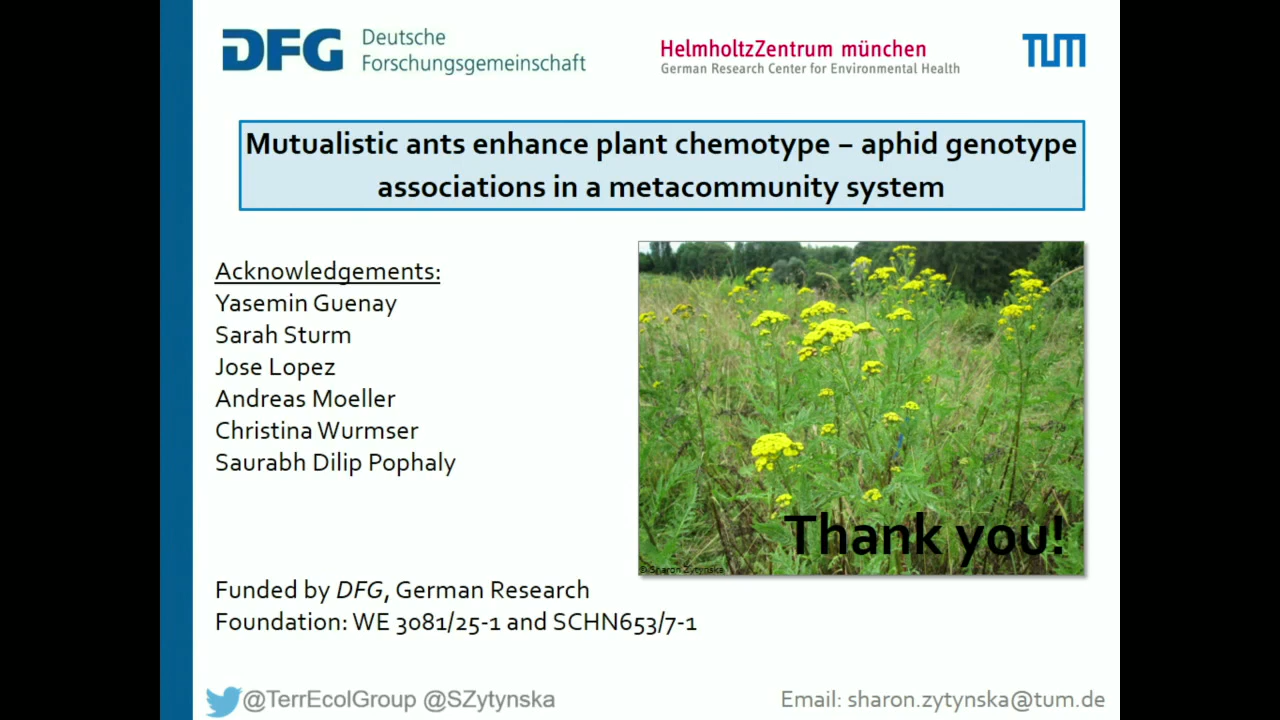 DFG Deutsche
Forschungsgemeinschaft
HelmholtzZentrum münchen
German Research Center for Environmental Health
TUM
Mutualistic ants enhance plant chemotype – aphid genotype
associations in a metacommunity system
Acknowledgements:
Yasemin Guenay
Sarah Sturm
Jose Lopez
Andreas Moeller
Christina Wurmser
Saurabh Dilip Pophaly
Thank you!
© Sharon Zytynska
Funded by DFG, German Research
Foundation: WE 3081/25-1 and SCHN653/7-1
@TerrEcolGroup @SZytynska
Email: sharon.zytynska@tum.de